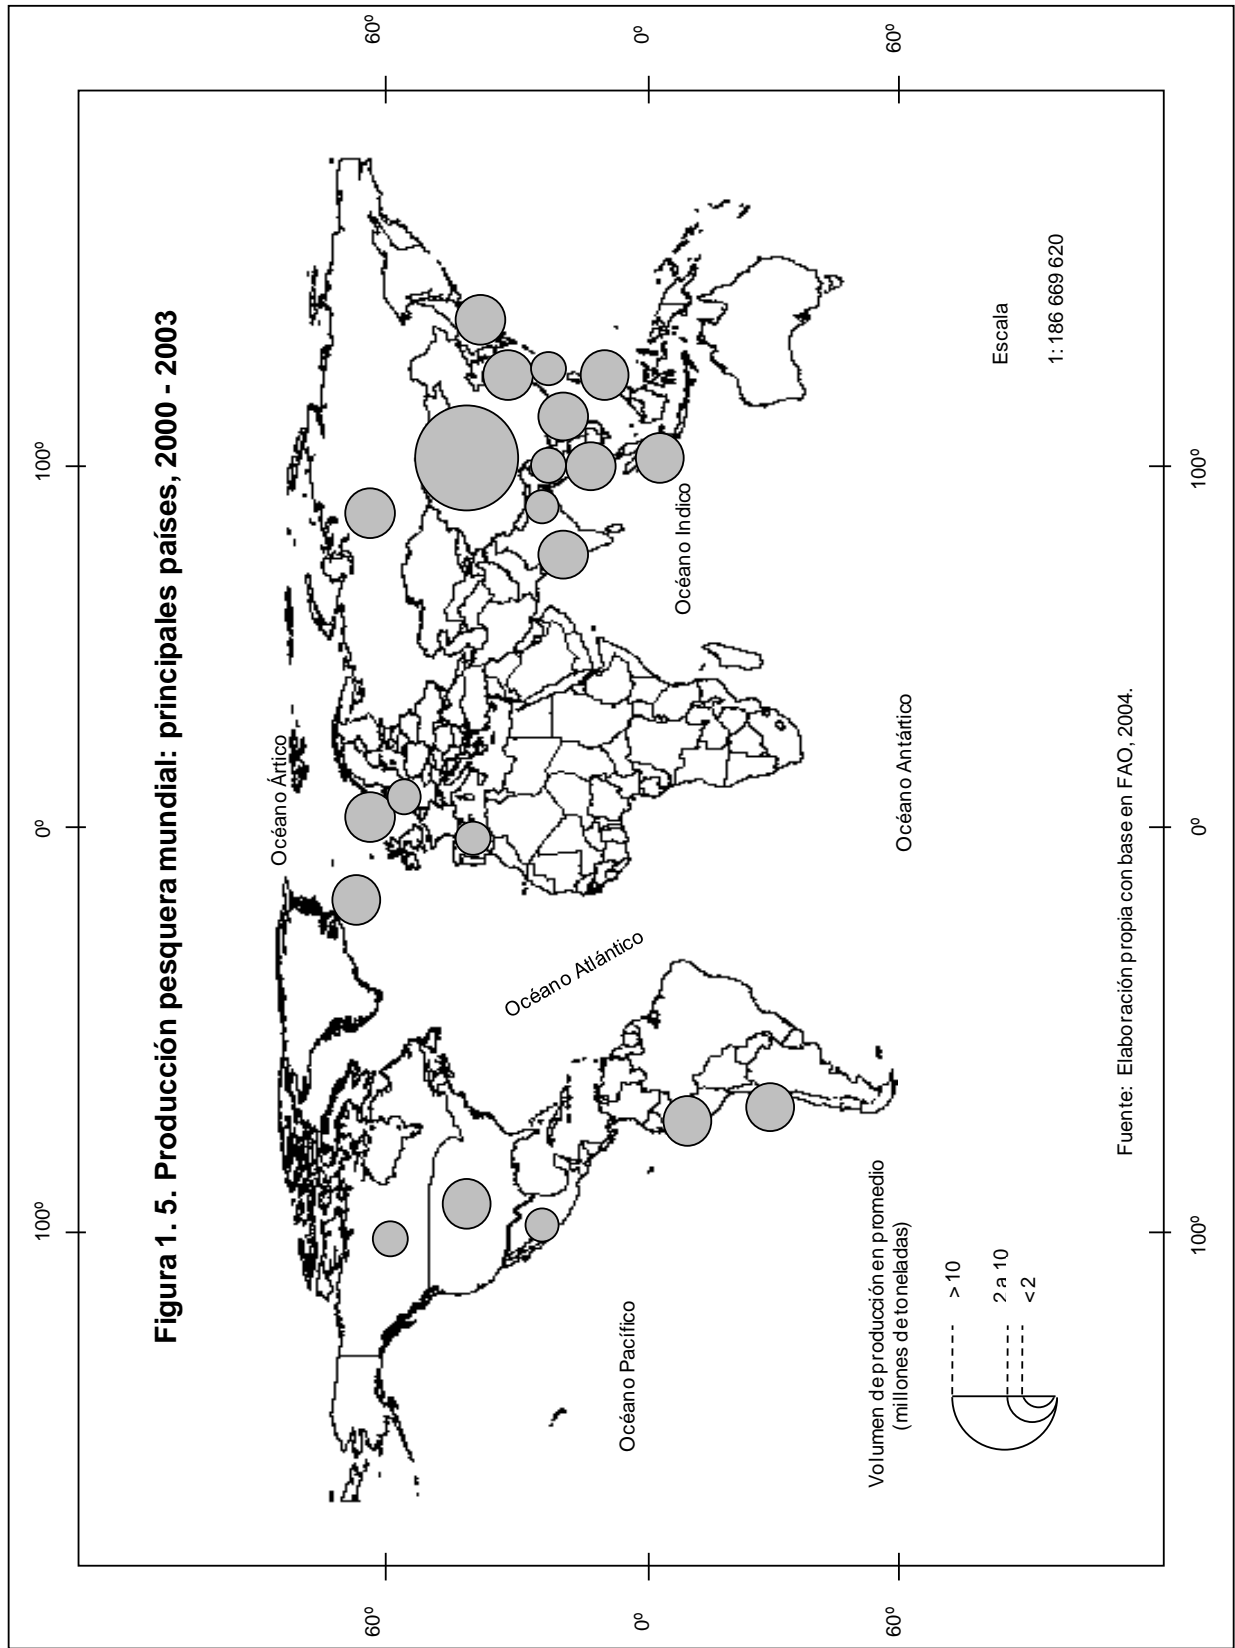 Figura 1. 5. Producción pesquera mundial: principales países, 2000 - 2003
100º
0º
100º
60º
60º
0º
0º
60º
60º
Océano Ártico
Océano Atlántico
Océano Pacífico
Océano Indico
Océano Antártico
Volumen de producción en promedio
(millones de toneladas)
> 10
2 a 10
< 2
Escala
1: 186 669 620
100º
0º
100º
Fuente: Elaboración propia con base en FAO, 2004.